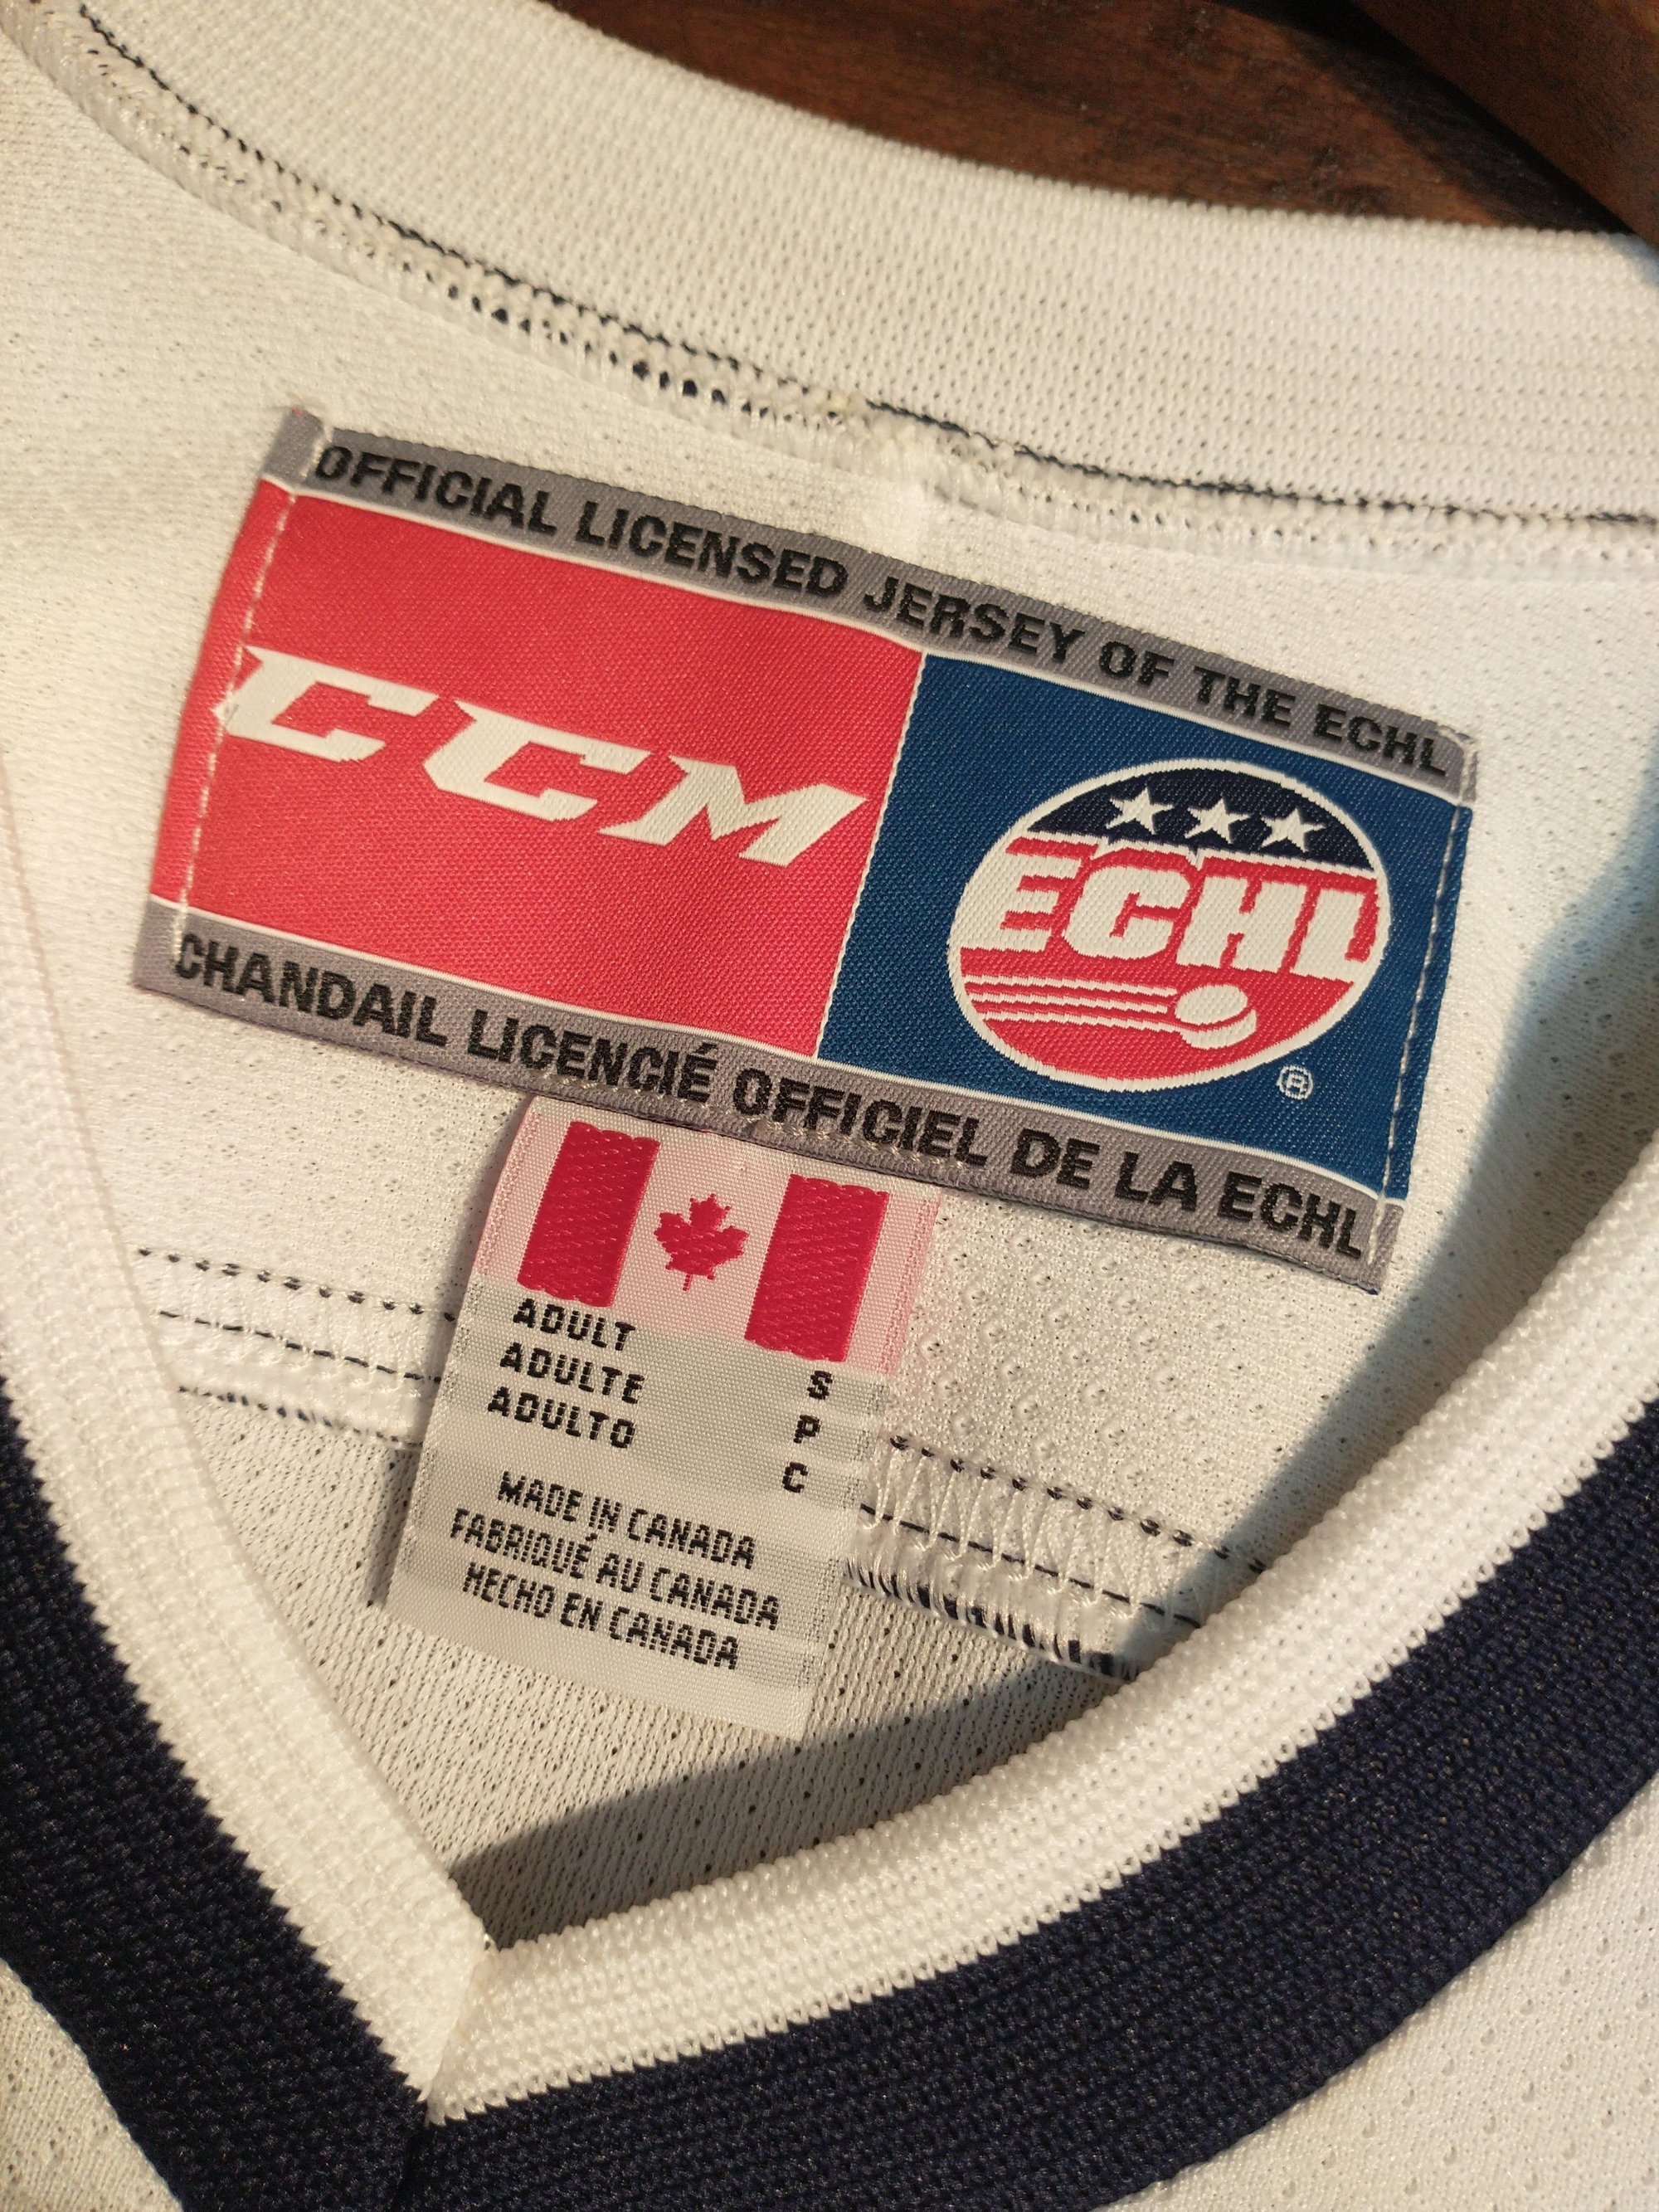 OFFICIAL LICENSED JERSEY OF THE ECHL
CCM
ECHL
®
CHANDAIL LICENCIÉ OFFICIEL DE LA ECHL
ADULT S
ADULTE P
ADULTO C
MADE IN CANADA
FABRIQUÉ AU CANADA
HECHO EN CANADA